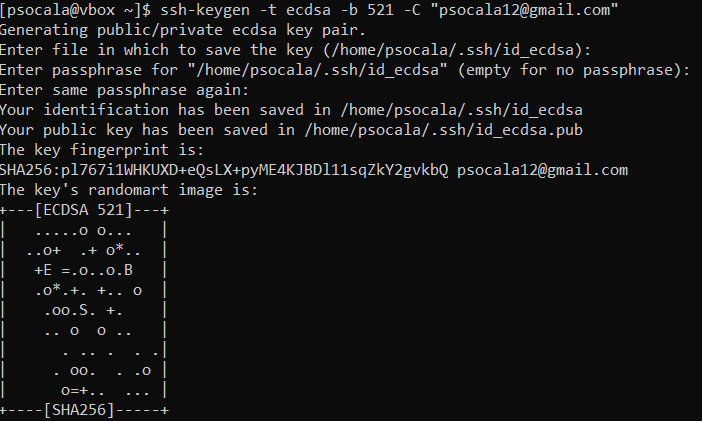 [psocala@vbox ~]$ ssh-keygen -t ecdsa -b 521 -C "psocala12@gmail.com"
Generating public/private ecdsa key pair.
Enter file in which to save the key (/home/psocala/.ssh/id_ecdsa):
Enter passphrase for "/home/psocala/.ssh/id_ecdsa" (empty for no passphrase):
Enter same passphrase again:
Your identification has been saved in /home/psocala/.ssh/id_ecdsa
Your public key has been saved in /home/psocala/.ssh/id_ecdsa.pub
The key fingerprint is:
SHA256:pl767i1WHKUXD+eQsLX+pyME4KJBDl11sqZkY2gvkbQ psocala12@gmail.com
The key's randomart image is:
+---[ECDSA 521]---+
|   .....o o...   |
|  ..o+  .+ o*..  |
|   +E =.o..o.B   |
|   .o*.+. +.. o  |
|    .oo.S. +.    |
|    .. o  o ..   |
|      . .. .  . .|
|     . oo.  . .o |
|      o=+..  ... |
+----[SHA256]-----+